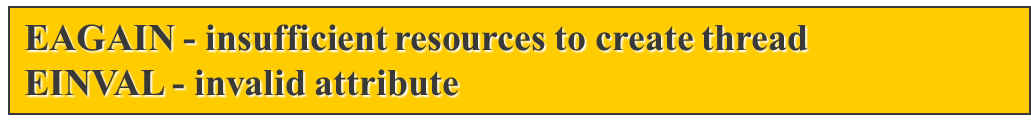 EAGAIN - insufficient resources to create thread
EINVAL - invalid attribute